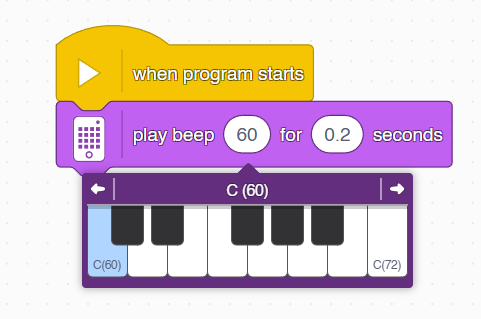 when program starts
play beep 60 for 0.2 seconds
C (60)
C(60) C(72)